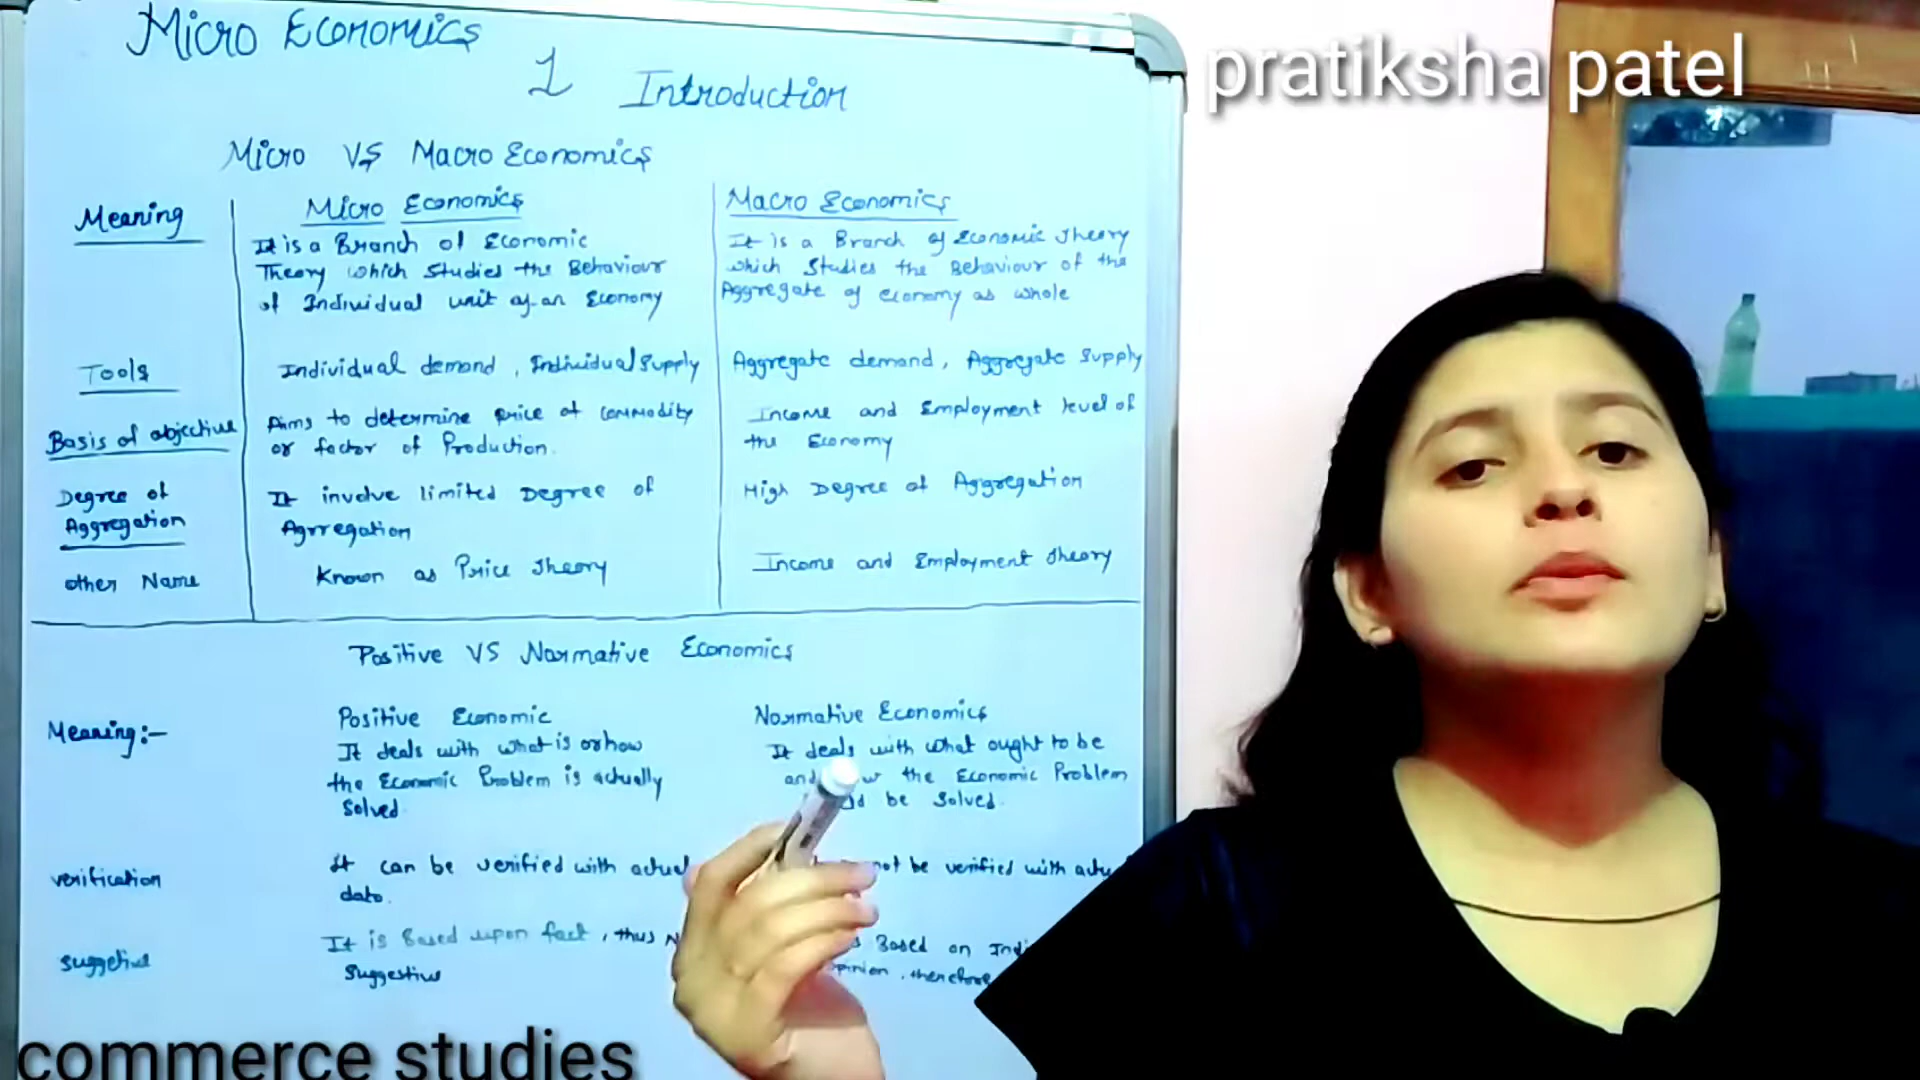 Micro Economics
1 Introduction
pratiksha patel
Micro VS Macro Economics
Meaning
Micro Economics
It is a Branch of Economic
Theory which Studies the Behaviour
of Individual unit of an Economy
Macro Economics
It is a Branch of Economic Theory
which Studies the Behaviour of the
Aggregate of economy as whole
Tools
Individual demand, Individual Supply
Aggregate demand, Aggregate Supply
Basis of objective
Aims to determine price of commodity
or factor of Production.
Income and Employment level of
the Economy
Degree of
Aggregation
It involve limited Degree of
Agrregation
High Degree of Aggregation
other Name
Known as Price Theory
Income and Employment Theory
Positive VS Normative Economics
Meaning:-
Positive Economic
It deals with what is or how
the Economic Problem is actually
Solved.
Normative Economics
It deals with what ought to be
the Economic Problem
be Solved.
verification
It can be verified with actual
data.
not be verified with
suggetive
It is Based upon fact, thus
Suggestive
Based on
therefore
commerce studies